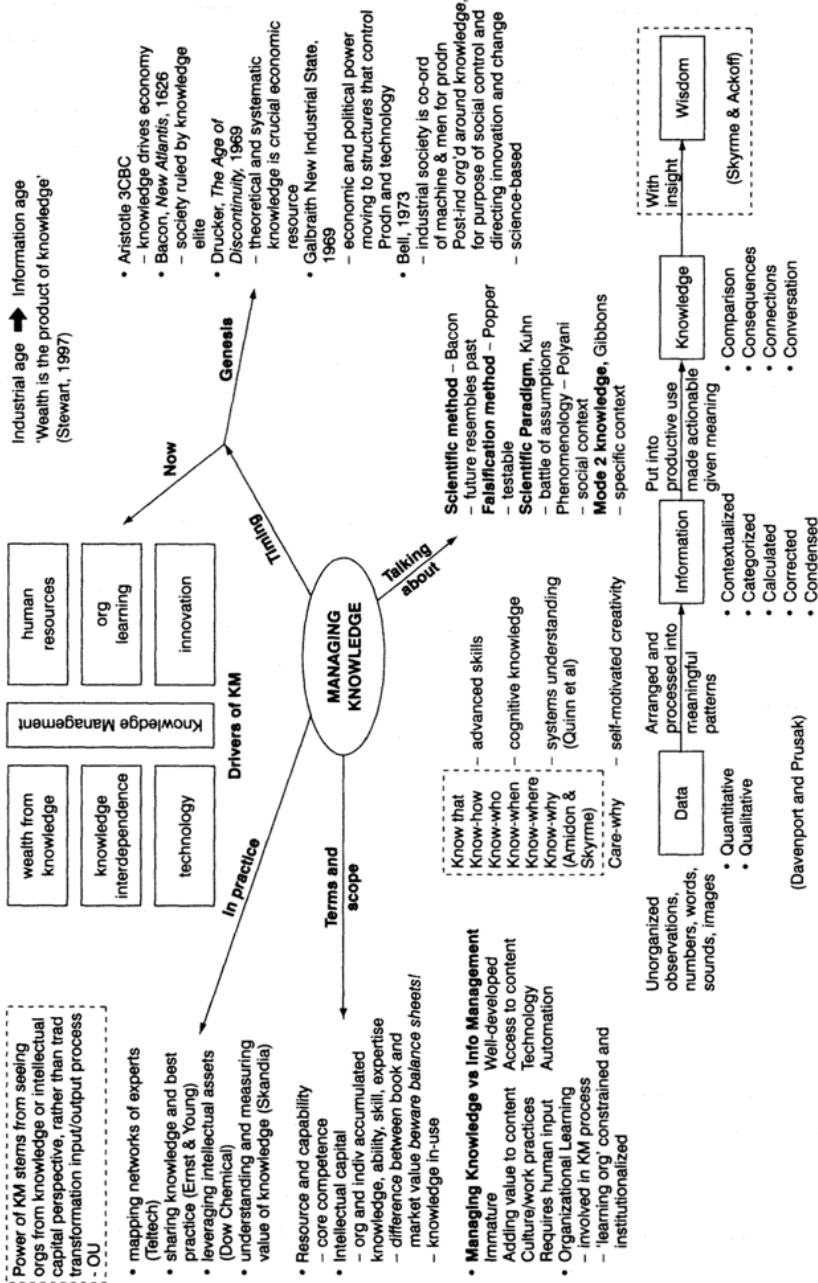 Power of KM stems from seeing
orgs from knowledge or intellectual
capital perspective, rather than trad
transformation input/output process
- OU
• mapping networks of experts
(Teltech)
• sharing knowledge and best
practice (Ernst & Young)
• leveraging intellectual assets
(Dow Chemical)
• understanding and measuring
value of knowledge (Skandia)
wealth from
knowledge
knowledge
interdependence
technology
Knowledge Management
human
resources
org
learning
innovation
Drivers of KM
Industrial age ➡ Information age
'Wealth is the product of knowledge'
(Stewart, 1997)
In practice
Now
Genesis
Timing
• Aristotle 3CBC
– knowledge drives economy
• Bacon, New Atlantis, 1626
– society ruled by knowledge
elite
• Drucker, The Age of
Discontinuity, 1969
– theoretical and systematic
knowledge is crucial economic
resource
• Galbraith New Industrial State,
1969
– economic and political power
moving to structures that control
Prodn and technology
• Bell, 1973
– industrial society is co-ord
of machine & men for prodn
Post-ind org'd around knowledge,
for purpose of social control and
directing innovation and change
– science-based
MANAGING
KNOWLEDGE
Terms and
scope
Talking
about
• Resource and capability
– core competence
• Intellectual capital
– org and indiv accumulated
knowledge, ability, skill, expertise
– difference between book and
market value beware balance sheets!
– knowledge in-use
• Managing Knowledge vs Info Management
Immature Well-developed
Adding value to content Access to content
Culture/work practices Technology
Requires human input Automation
• Organizational Learning
– involved in KM process
– 'learning org' constrained and
institutionalized
Know that
Know-how – advanced skills
Know-who
Know-when – cognitive knowledge
Know-where
Know-why – systems understanding
(Amidon & (Quinn et al)
Skyrme)
Care-why – self-motivated creativity
Scientific method – Bacon
– future resembles past
Falsification method – Popper
– testable
Scientific Paradigm, Kuhn
– battle of assumptions
Phenomenology – Polyani
– social context
Mode 2 knowledge, Gibbons
– specific context
Unorganized
observations,
numbers, words,
sounds, images
Data
• Quantitative
• Qualitative
Arranged and
processed into
meaningful
patterns
Information
• Contextualized
• Categorized
• Calculated
• Corrected
• Condensed
Put into
productive use
made actionable
given meaning
Knowledge
• Comparison
• Consequences
• Connections
• Conversation
With
insight
Wisdom
(Skyrme & Ackoff)
(Davenport and Prusak)